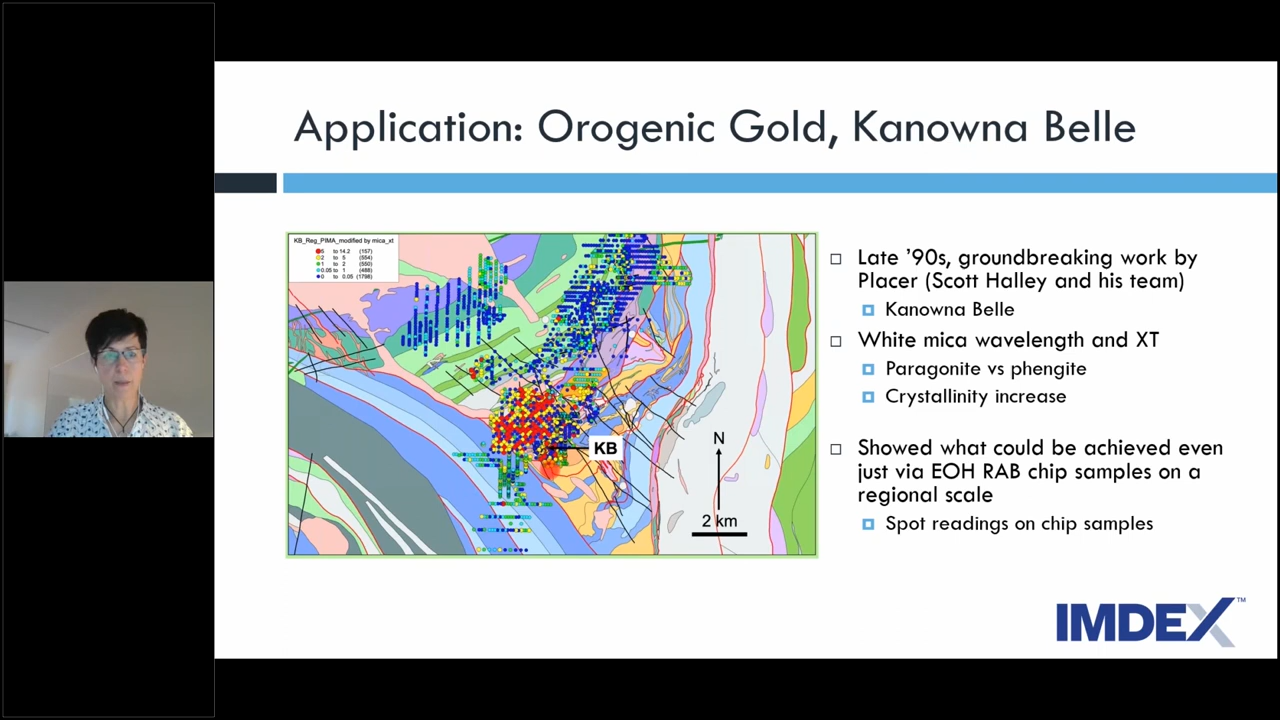 Application: Orogenic Gold, Kanowna Belle
KB_Reg_PIMA_modified by mica_xt
5 to 14.2 (157)
2 to 5 (554)
1 to 2 (550)
0.05 to 1 (488)
0 to 0.05 (1798)
KB
N
2 km
Late ’90s, groundbreaking work by
Placer (Scott Halley and his team)
Kanowna Belle
White mica wavelength and XT
Paragonite vs phengite
Crystallinity increase
Showed what could be achieved even
just via EOH RAB chip samples on a
regional scale
Spot readings on chip samples
IMDEX™